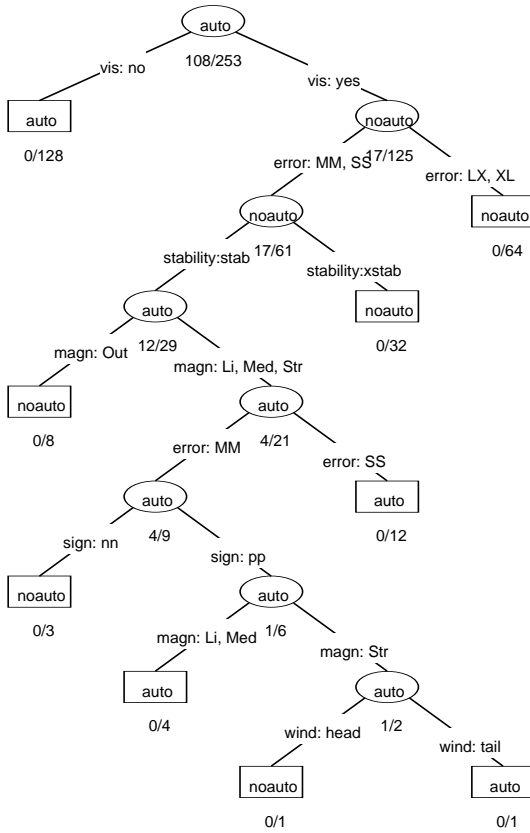 auto
108/253
vis: no
vis: yes
auto
0/128
noauto
17/125
error: MM, SS
error: LX, XL
noauto
17/61
noauto
0/64
stability:stab
stability:xstab
auto
12/29
noauto
0/32
magn: Out
magn: Li, Med, Str
noauto
0/8
auto
4/21
error: MM
error: SS
auto
4/9
auto
0/12
sign: nn
sign: pp
noauto
0/3
auto
1/6
magn: Li, Med
magn: Str
auto
0/4
auto
1/2
wind: head
wind: tail
noauto
0/1
auto
0/1